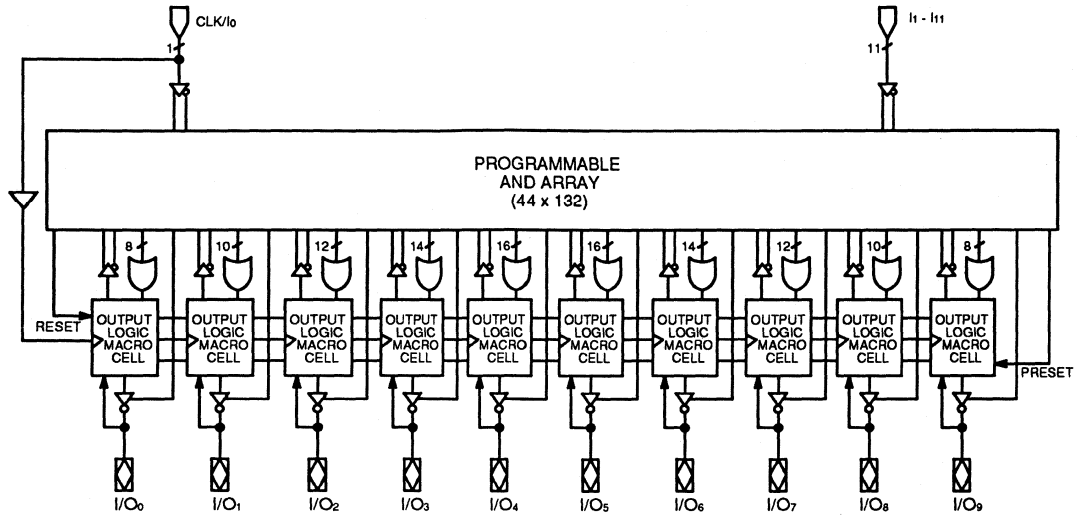 CLK/I0
I1 - I11
1
11
PROGRAMMABLE
AND ARRAY
(44 x 132)
8
10
12
14
16
16
14
12
10
8
RESET
OUTPUT
LOGIC
MACRO
CELL
OUTPUT
LOGIC
MACRO
CELL
OUTPUT
LOGIC
MACRO
CELL
OUTPUT
LOGIC
MACRO
CELL
OUTPUT
LOGIC
MACRO
CELL
OUTPUT
LOGIC
MACRO
CELL
OUTPUT
LOGIC
MACRO
CELL
OUTPUT
LOGIC
MACRO
CELL
OUTPUT
LOGIC
MACRO
CELL
OUTPUT
LOGIC
MACRO
CELL
PRESET
I/O0
I/O1
I/O2
I/O3
I/O4
I/O5
I/O6
I/O7
I/O8
I/O9